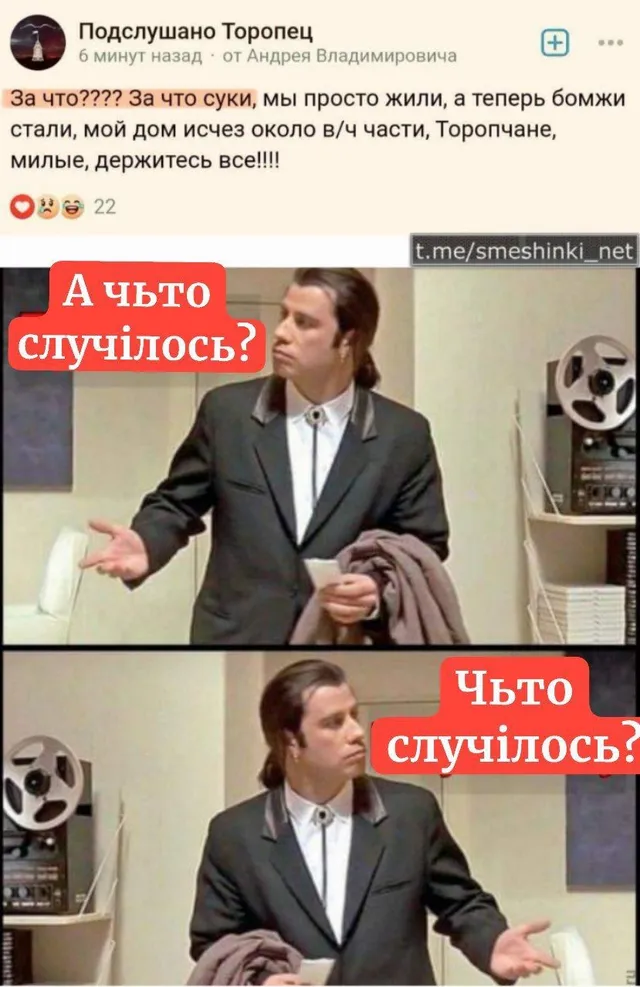 Подслушано Торопец
6 минут назад · от Андрея Владимировича
За что???? За что суки, мы просто жили, а теперь бомжи
стали, мой дом исчез около в/ч части, Торопчане,
милые, держитесь все!!!!
22
t.me/smeshinki_net
А чьто
случілось?
Чьто
случілось?